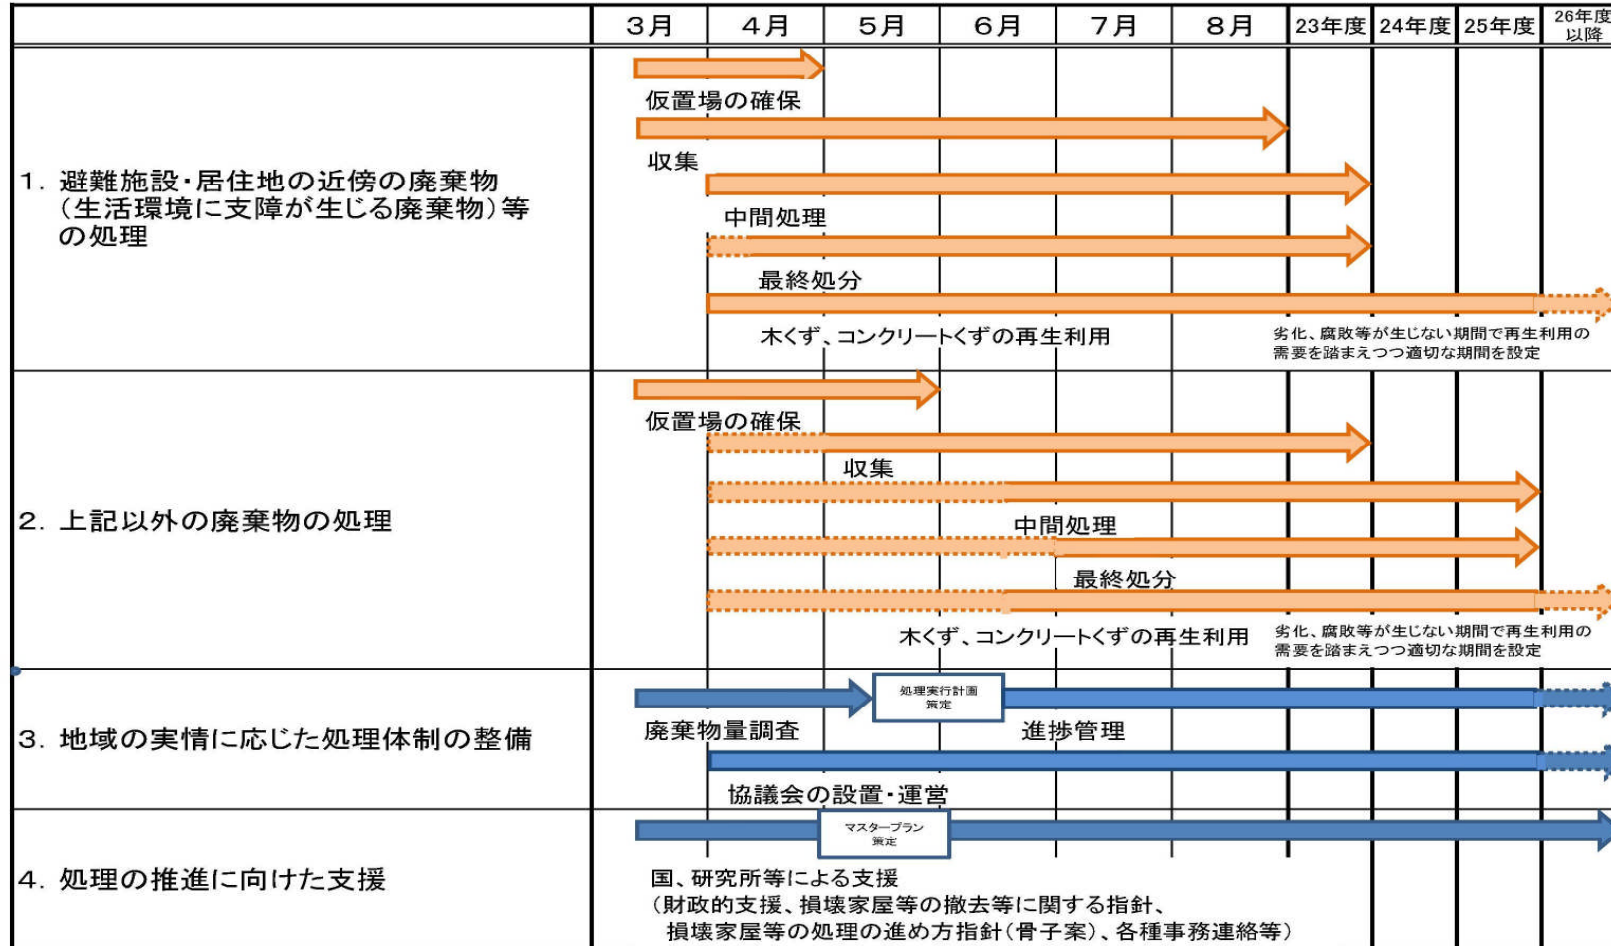 3月 4月 5月 6月 7月 8月 23年度 24年度 25年度 26年度
以降
仮置場の確保
収集
1. 避難施設・居住地の近傍の廃棄物
(生活環境に支障が生じる廃棄物)等
の処理
中間処理
最終処分
木くず、コンクリートくずの再生利用
劣化、腐敗等が生じない期間で再生利用の
需要を踏まえつつ適切な期間を設定
仮置場の確保
収集
2. 上記以外の廃棄物の処理
中間処理
最終処分
木くず、コンクリートくずの再生利用
劣化、腐敗等が生じない期間で再生利用の
需要を踏まえつつ適切な期間を設定
3. 地域の実情に応じた処理体制の整備
処理実行計画
策定
廃棄物量調査
進捗管理
協議会の設置・運営
マスタープラン
策定
4. 処理の推進に向けた支援
国、研究所等による支援
(財政的支援、損壊家屋等の撤去等に関する指針、
損壊家屋等の処理の進め方指針(骨子案)、各種事務連絡等)